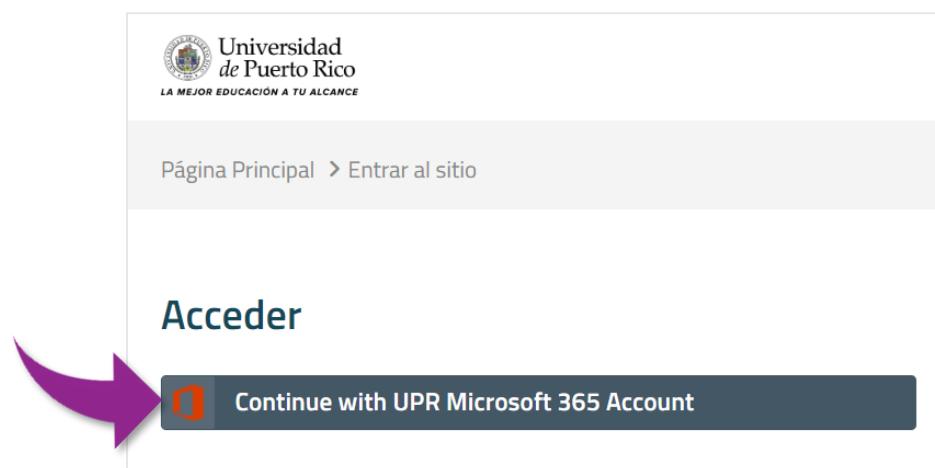 Universidad
de Puerto Rico
LA MEJOR EDUCACIÓN A TU ALCANCE
Página Principal > Entrar al sitio
Acceder
Continue with UPR Microsoft 365 Account